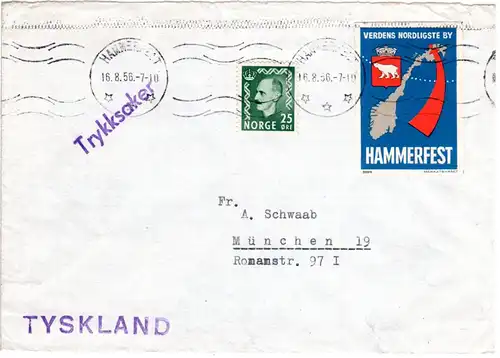 VERDENS NORDLIGSTE BY
HAMMERFEST
16.8.56.-7-10
HAMMERFEST
16.8.56.-7-10
Trykksaker
NORGE 25 ØRE
HAMMERFEST
Fr.
A. Schwaab
München 19
Romanstr. 97 I
TYSKLAND